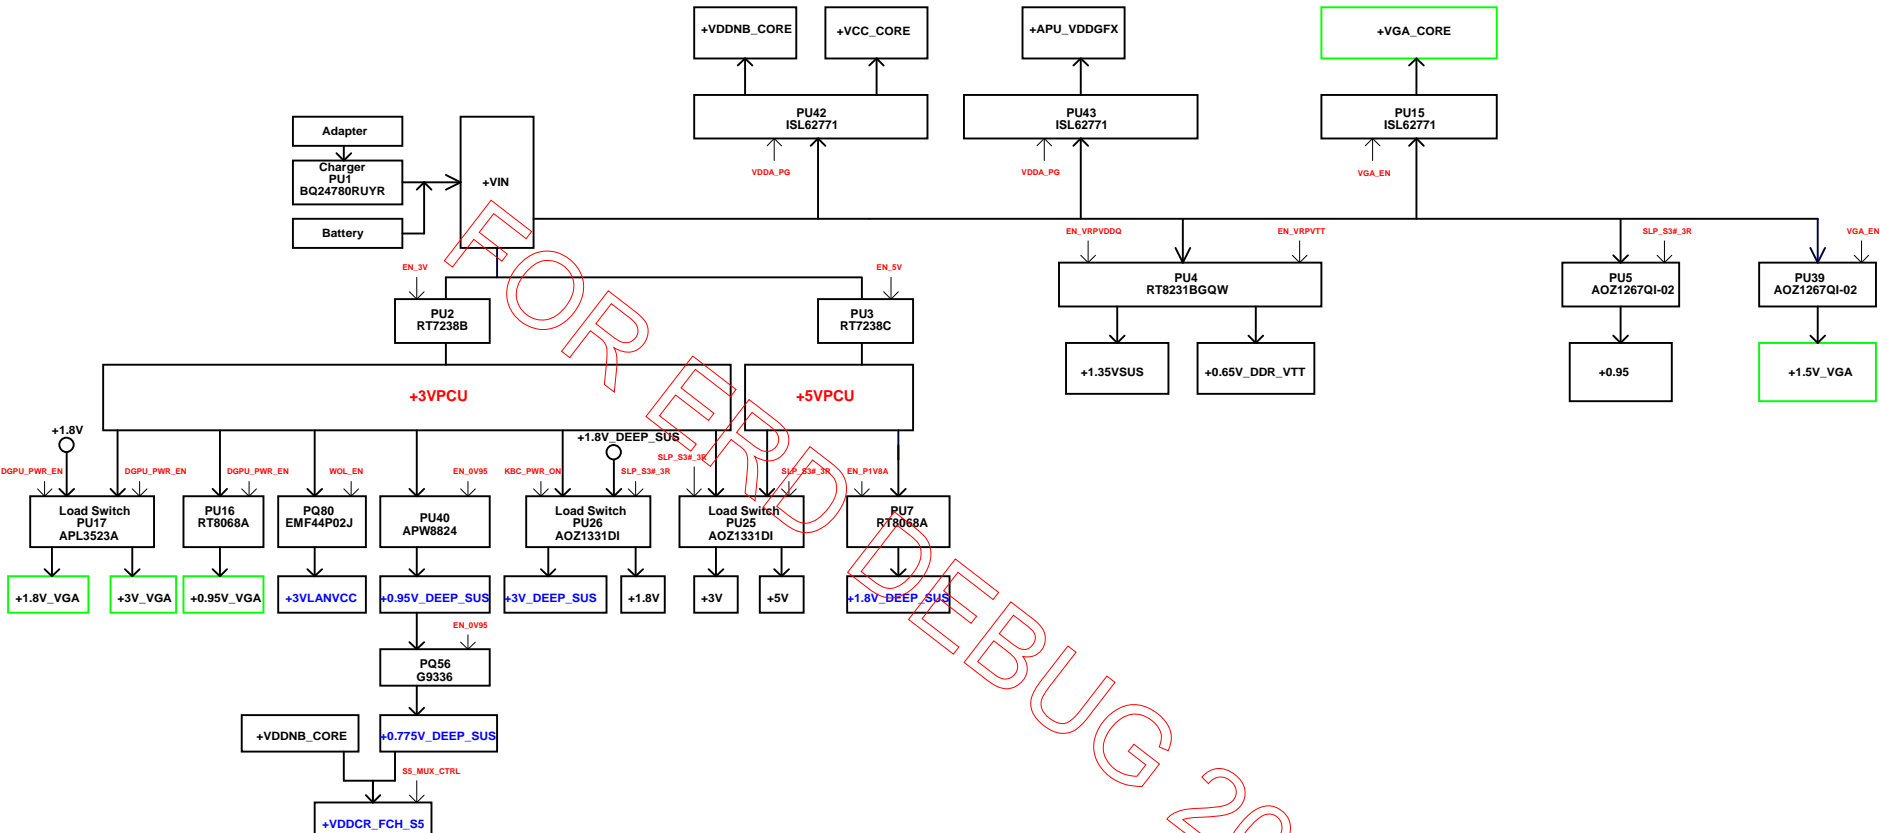 +VDDNB_CORE
+VCC_CORE
+APU_VDDGFX
+VGA_CORE
PU42
ISL62771
PU43
ISL62771
PU15
ISL62771
VDDA_PG
VDDA_PG
VGA_EN
Adapter
Charger
PU1
BQ24780RUYR
Battery
+VIN
EN_3V
EN_5V
EN_VRPVDDQ
EN_VRPVTT
SLP_S3#_3R
VGA_EN
PU2
RT7238B
PU3
RT7238C
PU4
RT8231BGQW
PU5
AOZ1267QI-02
PU39
AOZ1267QI-02
+1.35VSUS
+0.65V_DDR_VTT
+0.95
+1.5V_VGA
+3VPCU
+5VPCU
+1.8V
+1.8V_DEEP_SUS
DGPU_PWR_EN
DGPU_PWR_EN
DGPU_PWR_EN
WOL_EN
EN_0V95
KBC_PWR_ON
SLP_S3#_3R
SLP_S3#_3R
SLP_S3#_3R
EN_P1V8A
Load Switch
PU17
APL3523A
PU16
RT8068A
PQ80
EMF44P02J
PU40
APW8824
Load Switch
PU26
AOZ1331DI
Load Switch
PU25
AOZ1331DI
PU7
RT8068A
+1.8V_VGA
+3V_VGA
+0.95V_VGA
+3VLANVCC
+0.95V_DEEP_SUS
+3V_DEEP_SUS
+1.8V
+3V
+5V
+1.8V_DEEP_SUS
EN_0V95
PQ56
G9336
+VDDNB_CORE
+0.775V_DEEP_SUS
S5_MUX_CTRL
+VDDCR_FCH_S5
FOR ERD DEBUG 20